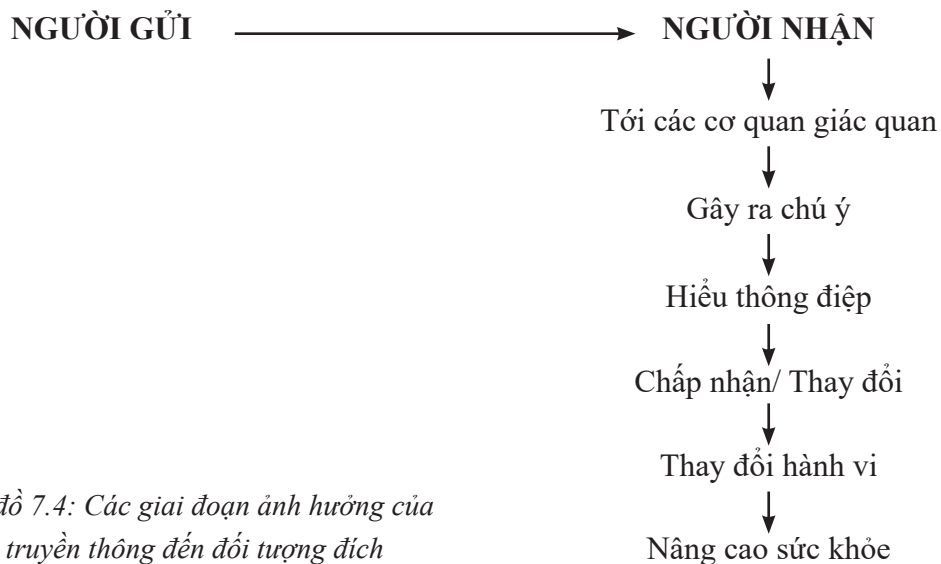 NGƯỜI GỬI NGƯỜI NHẬN
Tới các cơ quan giác quan
Gây ra chú ý
Hiểu thông điệp
Chấp nhận/ Thay đổi
Thay đổi hành vi
Nâng cao sức khỏe
đồ 7.4: Các giai đoạn ảnh hưởng của
truyền thông đến đối tượng đích